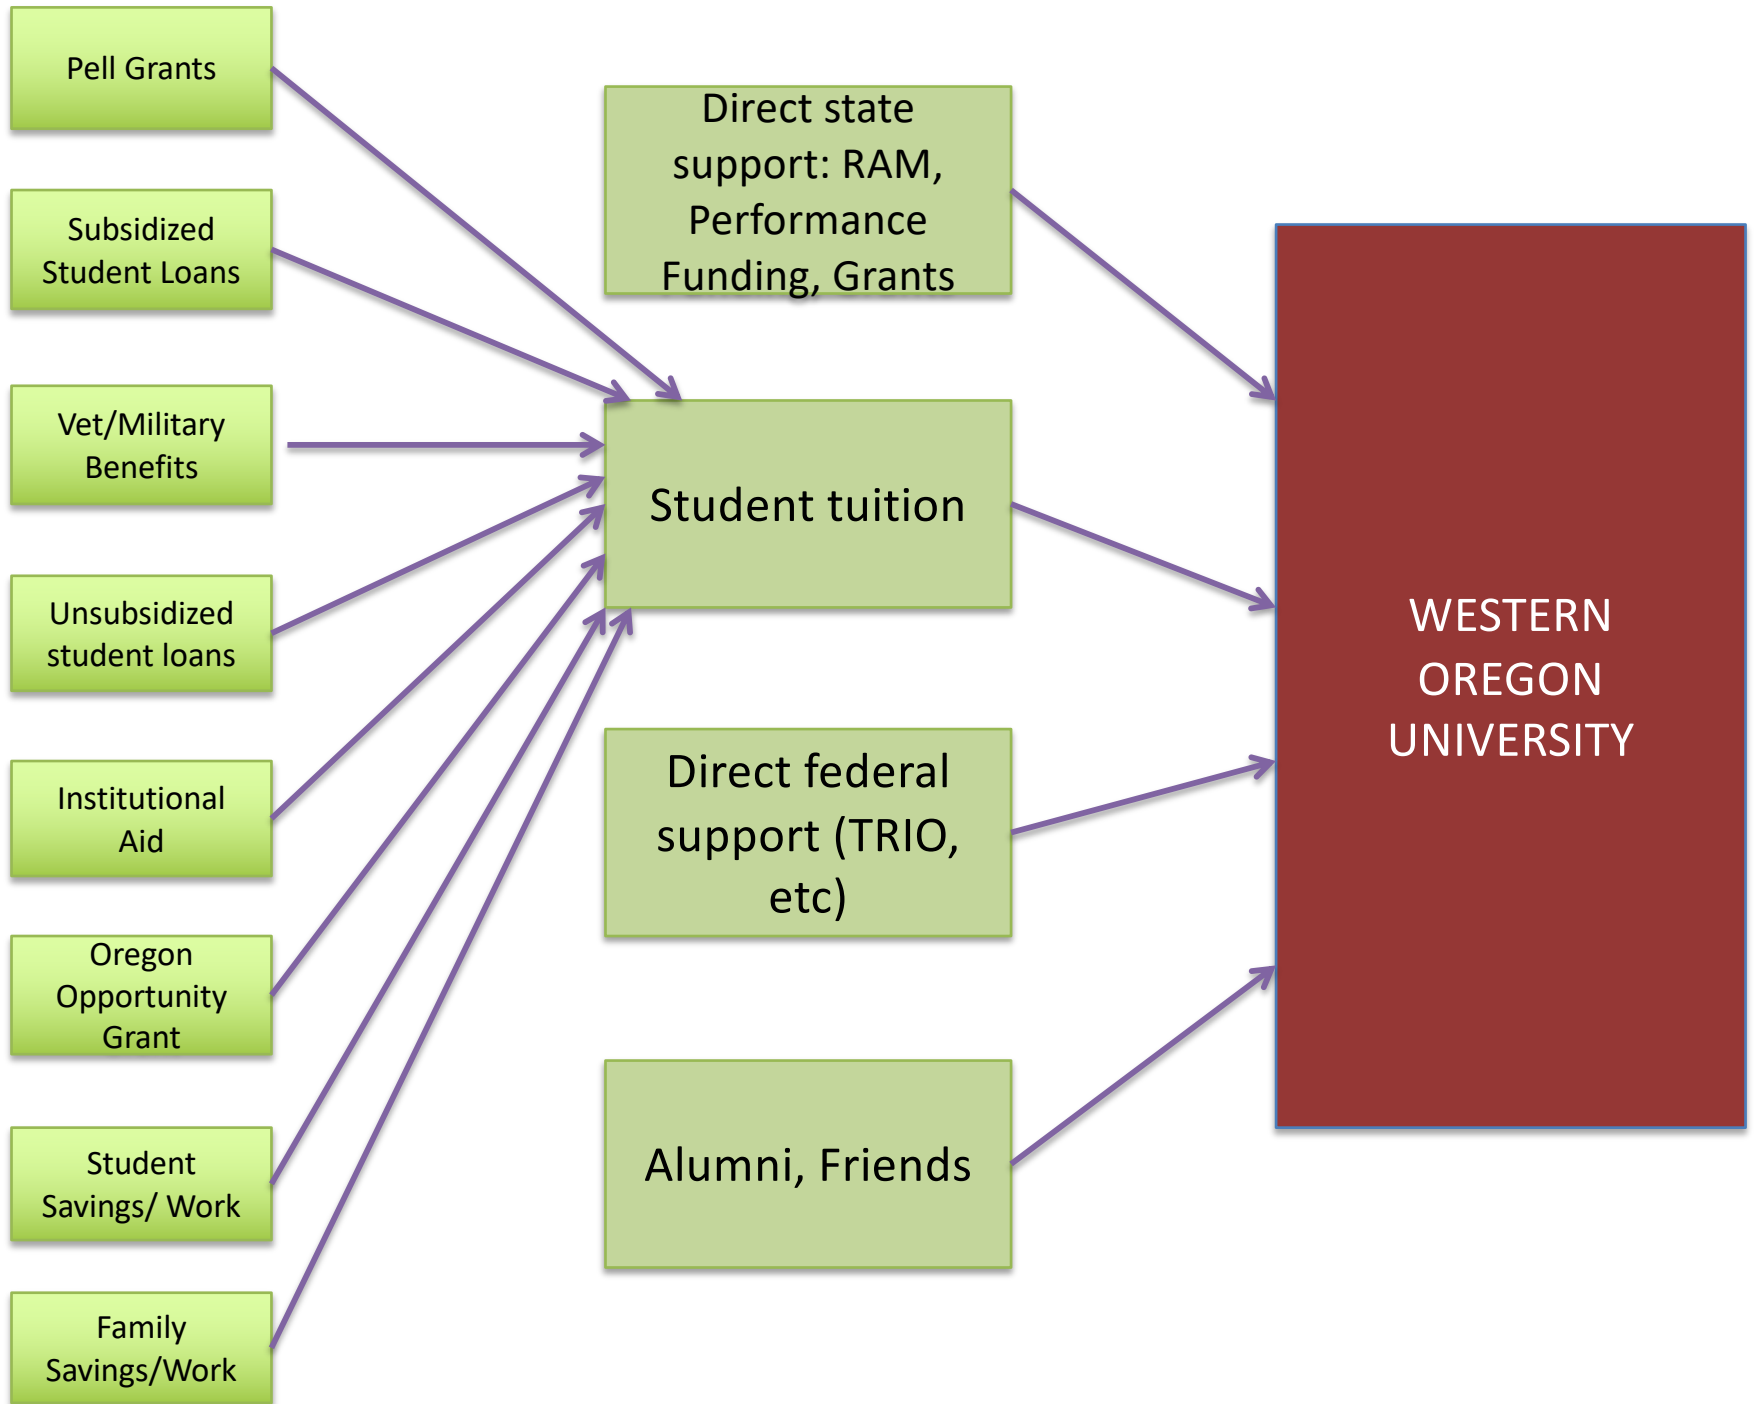 Pell Grants
Subsidized
Student Loans
Vet/Military
Benefits
Unsubsidized
student loans
Institutional
Aid
Oregon
Opportunity
Grant
Student
Savings/ Work
Family
Savings/Work
Direct state
support: RAM,
Performance
Funding, Grants
Student tuition
Direct federal
support (TRIO,
etc)
Alumni, Friends
WESTERN
OREGON
UNIVERSITY